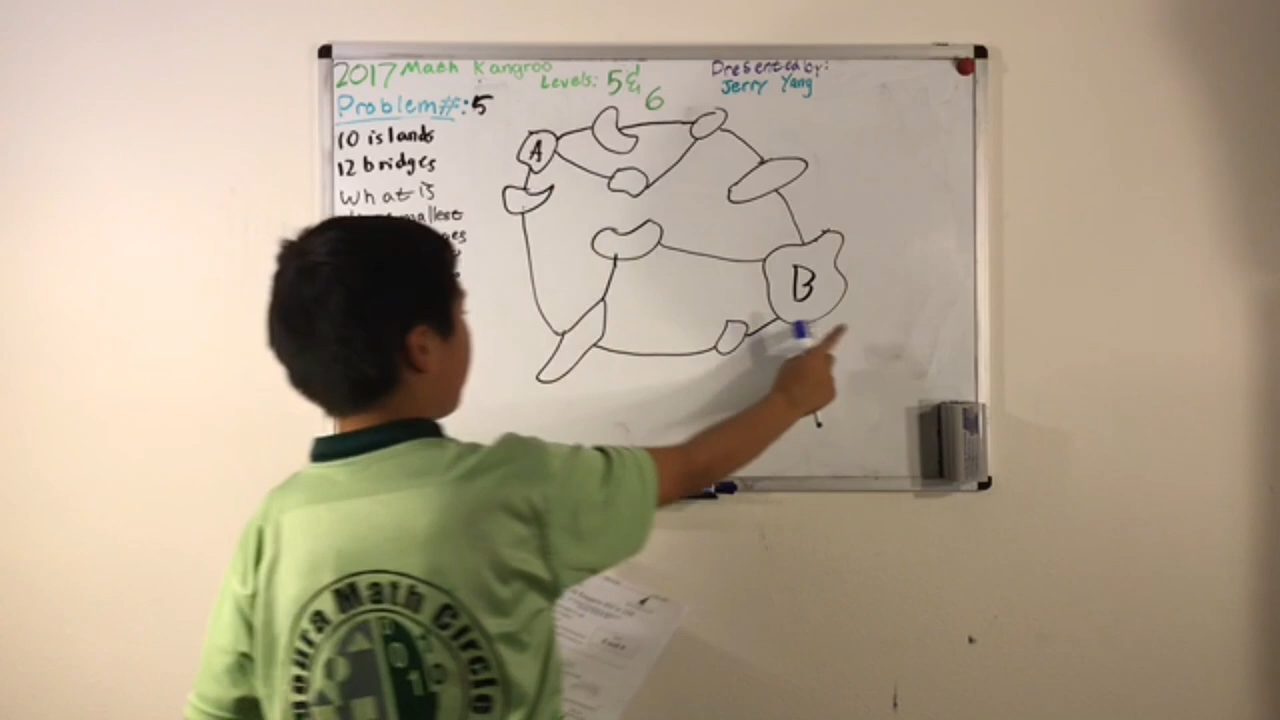 2017 Math Kangroo
Levels: 5 & 6
Presented by:
Jerry Yang
Problem#: 5
10 islands
12 bridges
What is
A
B
Math Circle